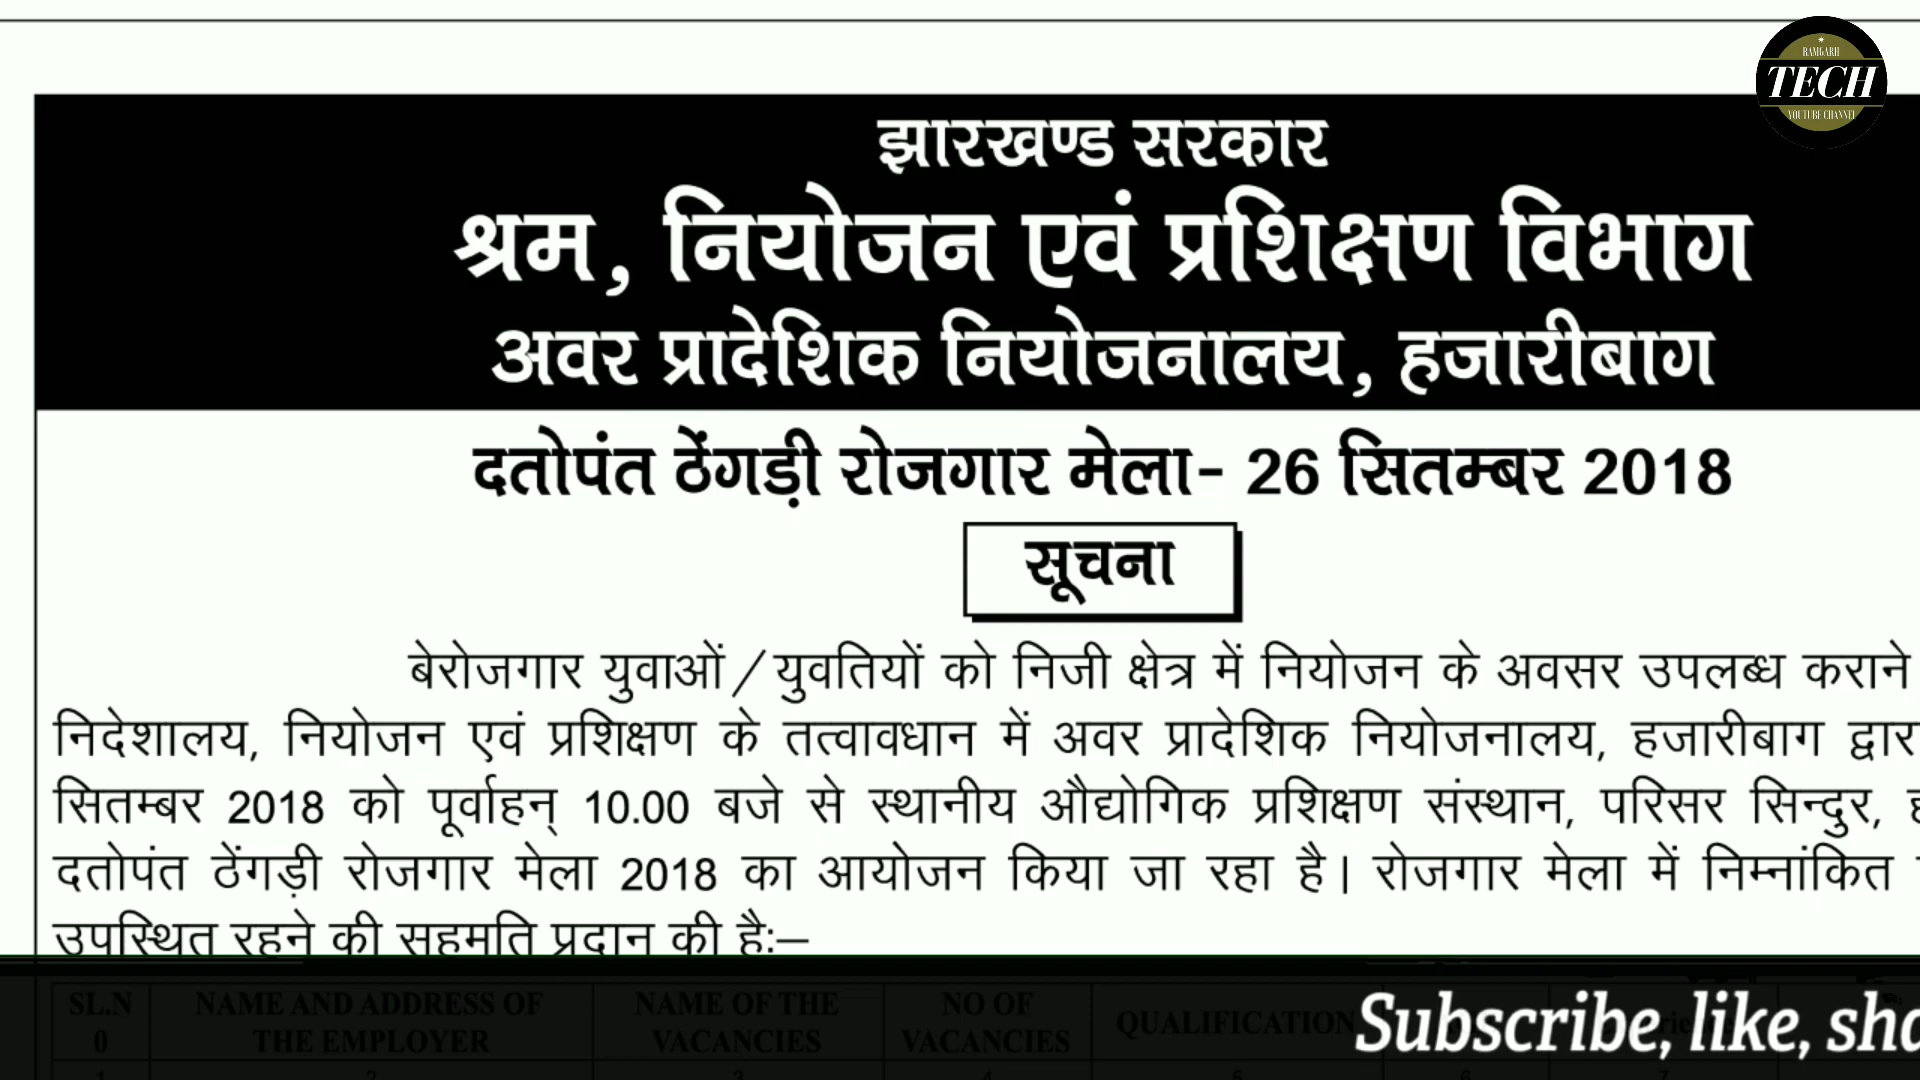 RAMGARH
TECH
YOUTUBE CHANNEL
झारखण्ड सरकार
श्रम, नियोजन एवं प्रशिक्षण विभाग
अवर प्रादेशिक नियोजनालय, हजारीबाग
दतोपंत ठेंगड़ी रोजगार मेला- 26 सितम्बर 2018
सूचना
बेरोजगार युवाओं/युवतियों को निजी क्षेत्र में नियोजन के अवसर उपलब्ध कराने
निदेशालय, नियोजन एवं प्रशिक्षण के तत्वावधान में अवर प्रादेशिक नियोजनालय, हजारीबाग द्वार
सितम्बर 2018 को पूर्वाहन् 10.00 बजे से स्थानीय औद्योगिक प्रशिक्षण संस्थान, परिसर सिन्दुर,
दतोपंत ठेंगड़ी रोजगार मेला 2018 का आयोजन किया जा रहा है। रोजगार मेला में निम्नांकित
उपस्थित रहने की सहमति प्रदान की है:–
SL.N NAME AND ADDRESS OF NAME OF THE NO OF
0 THE EMPLOYER VACANCIES VACANCIES QUALIFICATION
Subscribe, like, sha